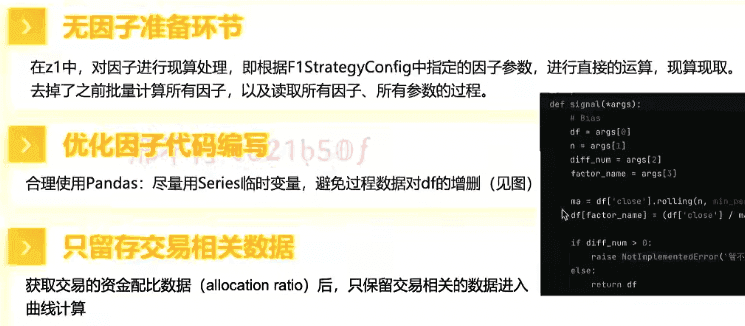 无因子准备环节
在z1中，对因子进行现算处理，即根据F1StrategyConfig中指定的因子参数，进行直接的运算，现算现取。
去掉了之前批量计算所有因子，以及读取所有因子、所有参数的过程。
优化因子代码编写
合理使用Pandas：尽量用Series临时变量，避免过程数据对df的增删（见图）
只留存交易相关数据
获取交易的资金配比数据（allocation ratio）后，只保留交易相关的数据进入
曲线计算
def signal(*args):
# Bias
df = args[0]
n = args[1]
diff_num = args[2]
factor_name = args[3]
ma = df['close'].rolling(n,
df[factor_name] = (df['close'] /
if diff_num > 0:
raise NotImplementedError(
else:
return df